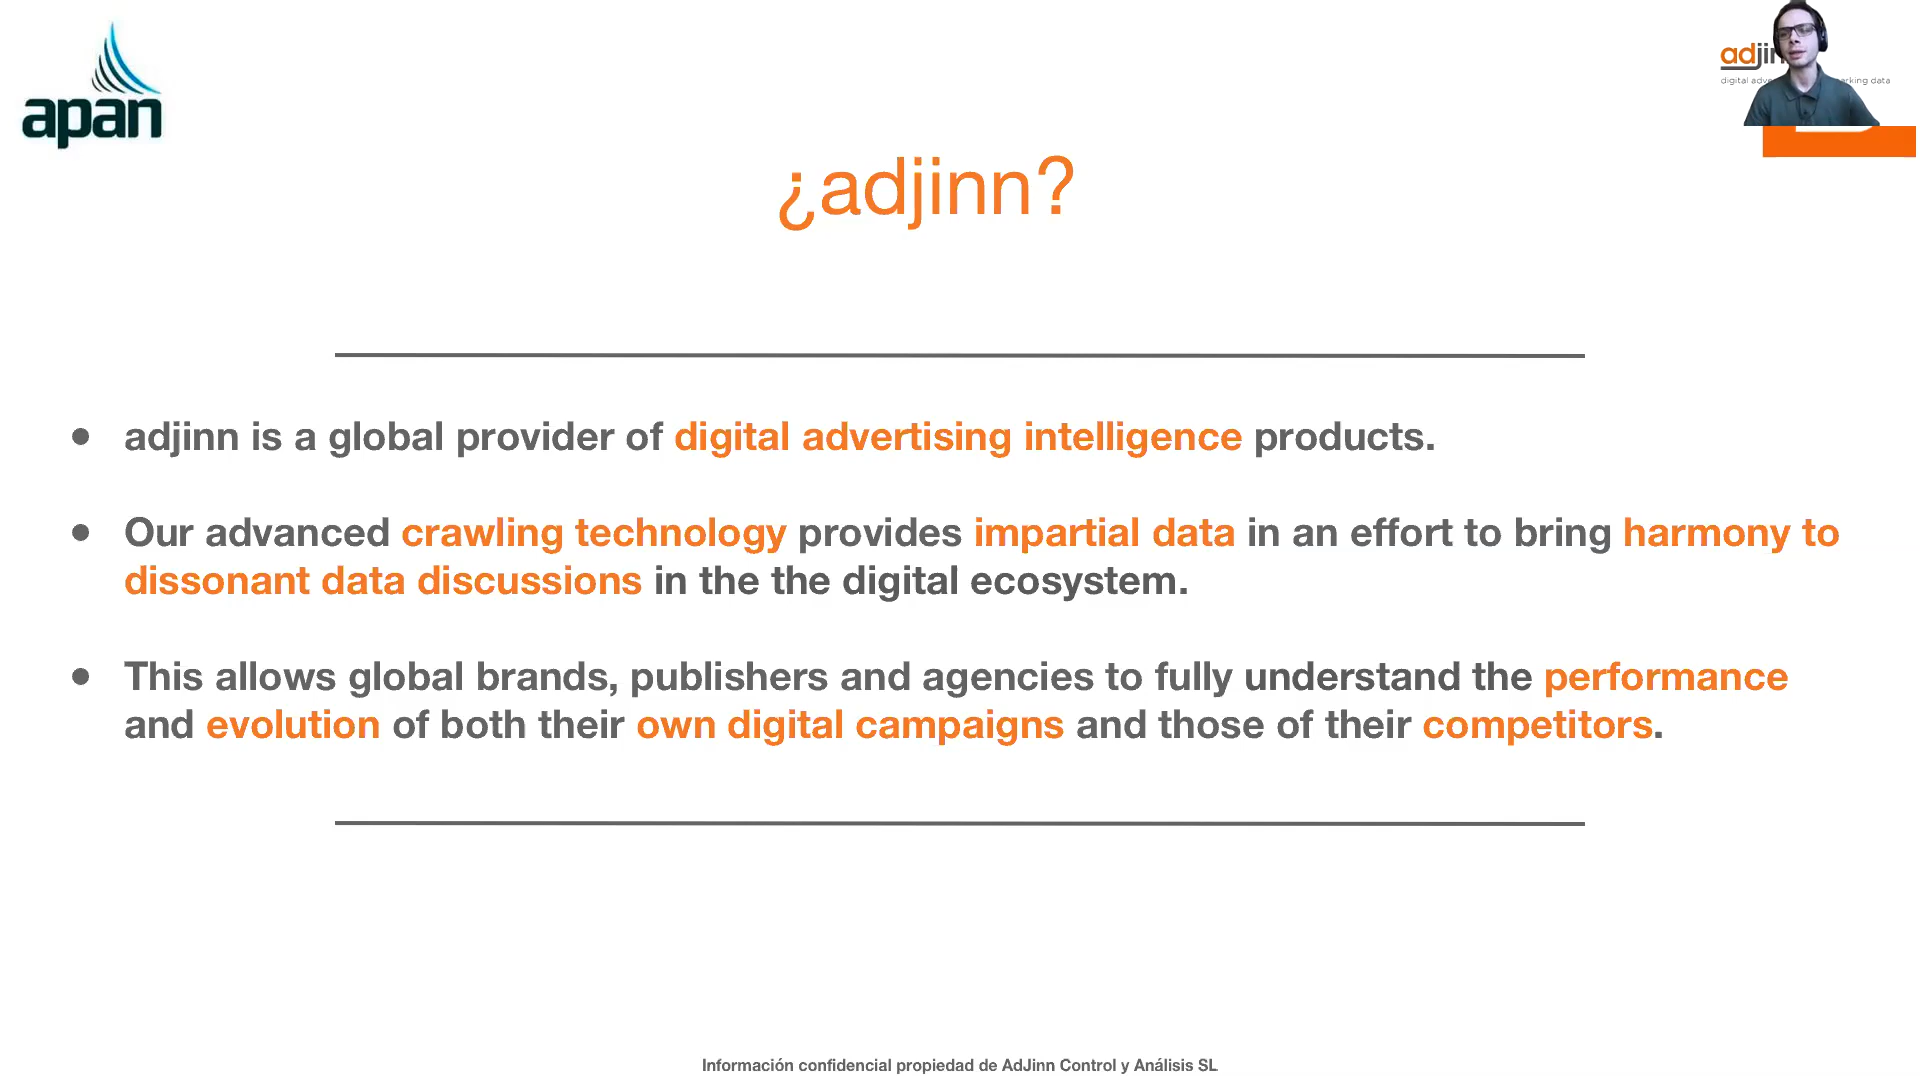 apan
¿adjinn?
adjinn is a global provider of digital advertising intelligence products.
Our advanced crawling technology provides impartial data in an effort to bring harmony to
dissonant data discussions in the the digital ecosystem.
This allows global brands, publishers and agencies to fully understand the performance
and evolution of both their own digital campaigns and those of their competitors.
Información confidencial propiedad de AdJinn Control y Análisis SL
digital data